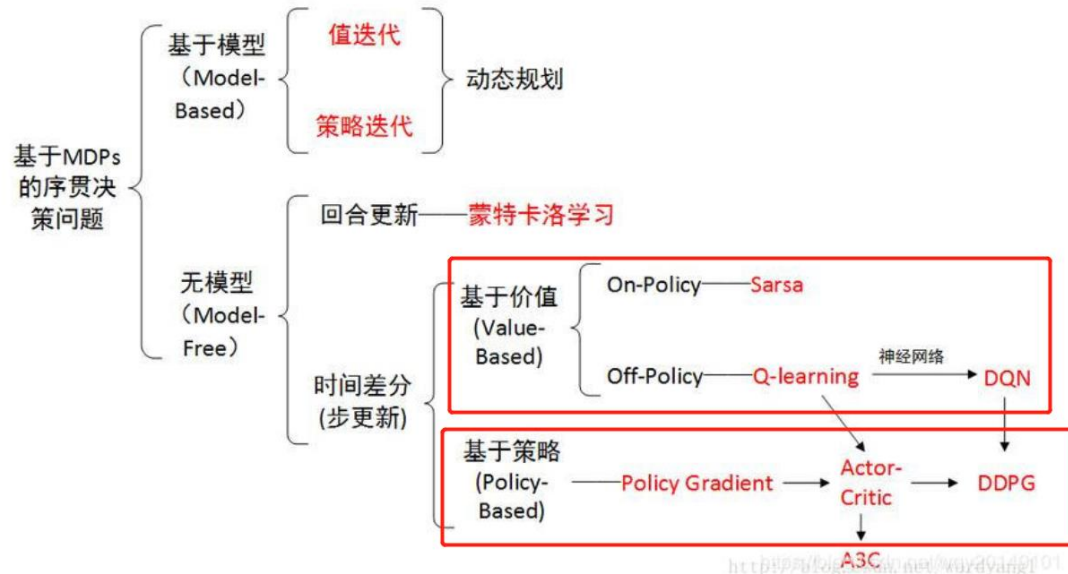 基于MDPs
的序贯决
策问题
基于模型
（Model-
Based）
值迭代
策略迭代
动态规划
无模型
（Model-
Free）
回合更新
蒙特卡洛学习
时间差分
(步更新)
基于价值
(Value-
Based)
On-Policy
Sarsa
Off-Policy
Q-learning
神经网络
DQN
基于策略
(Policy-
Based)
Policy Gradient
Actor-
Critic
DDPG
A3C